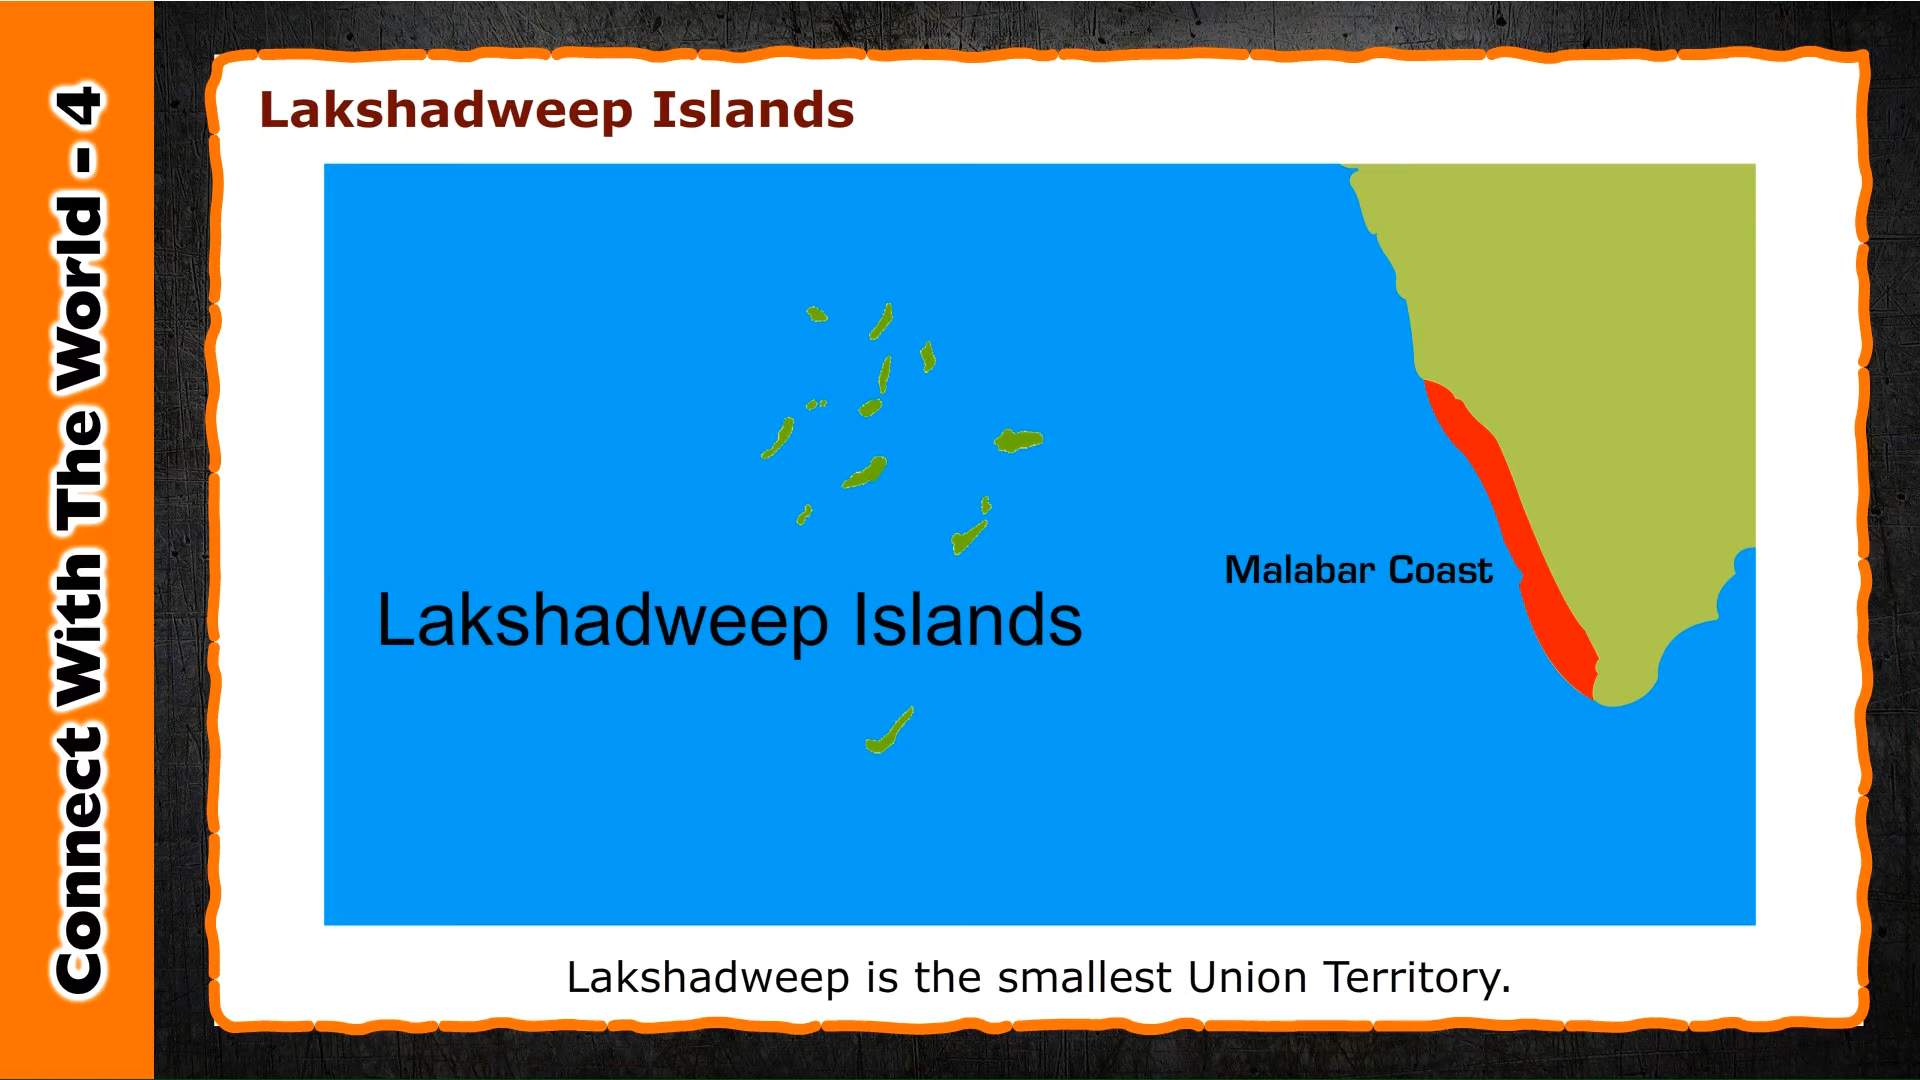 Connect With The World - 4
Lakshadweep Islands
Malabar Coast
Lakshadweep Islands
Lakshadweep is the smallest Union Territory.